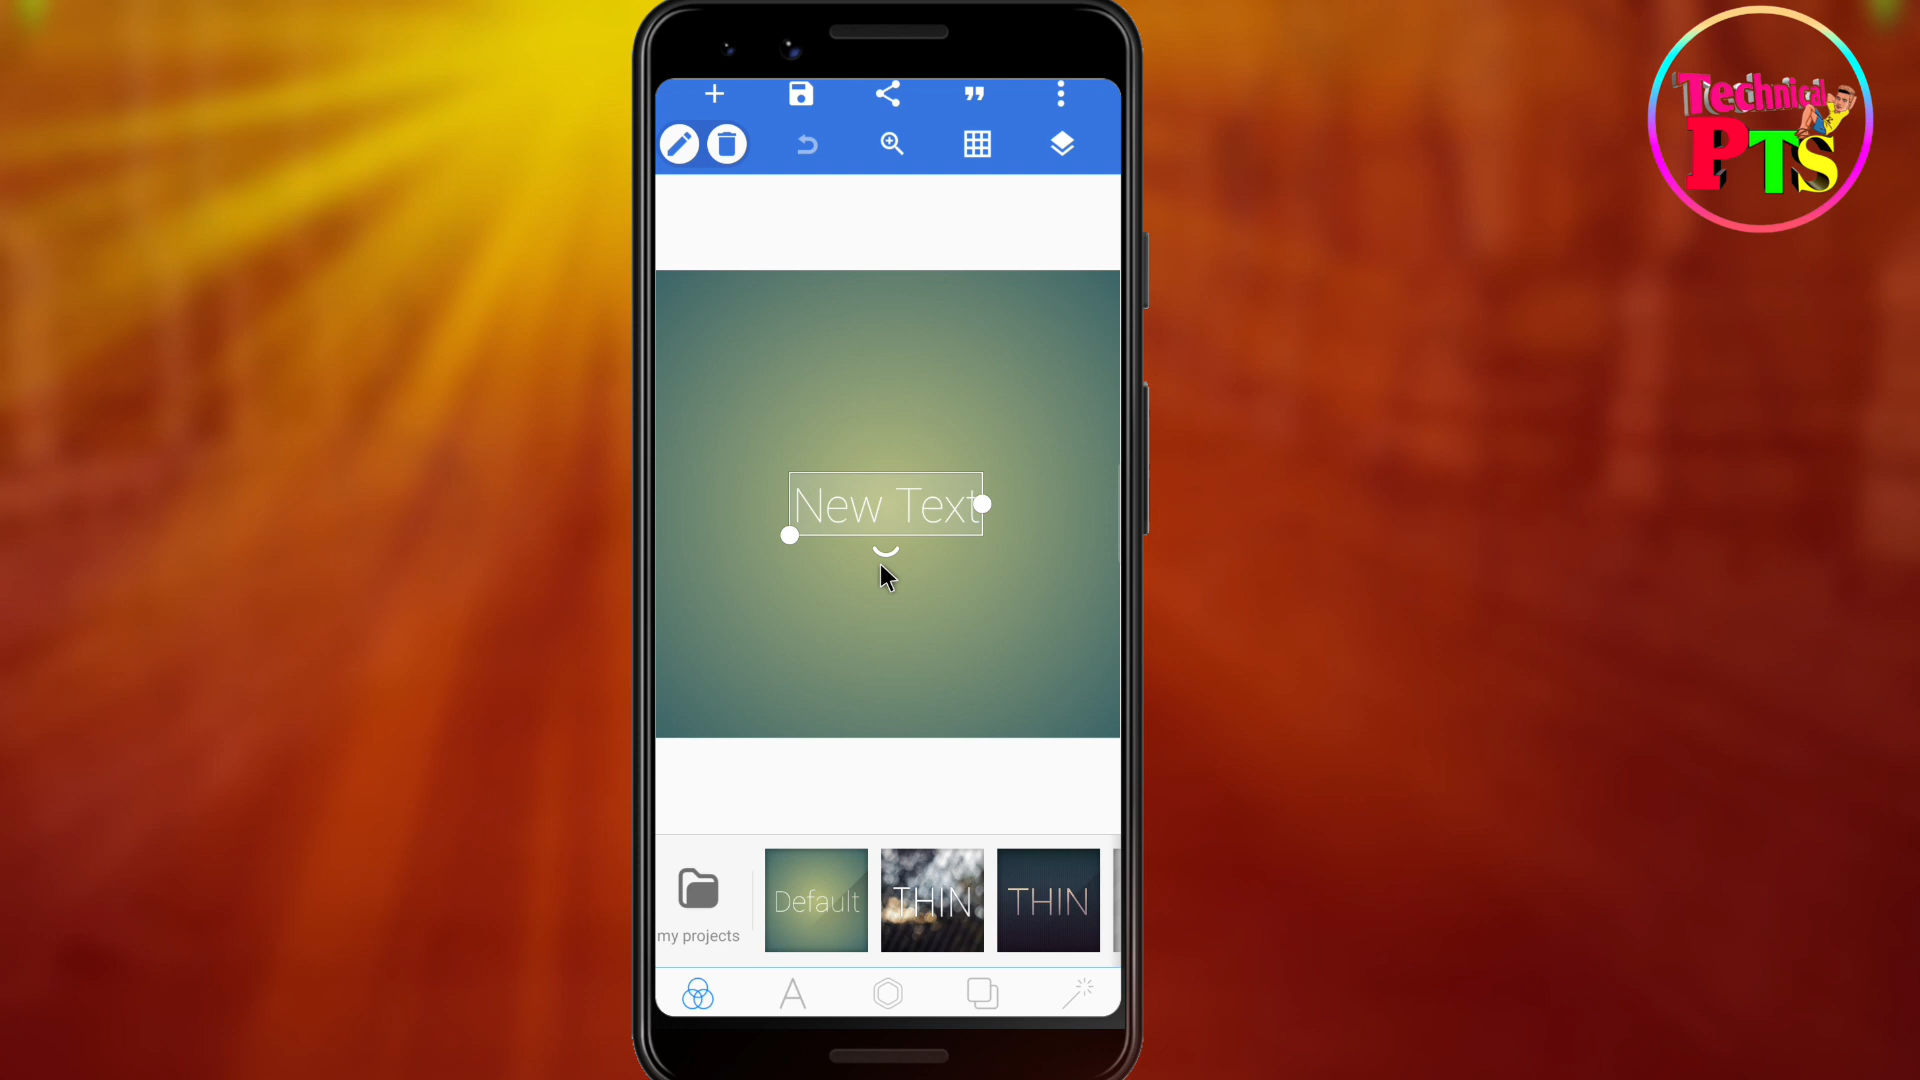 Technical
PTS
New Text
my projects
Default
THIN
THIN